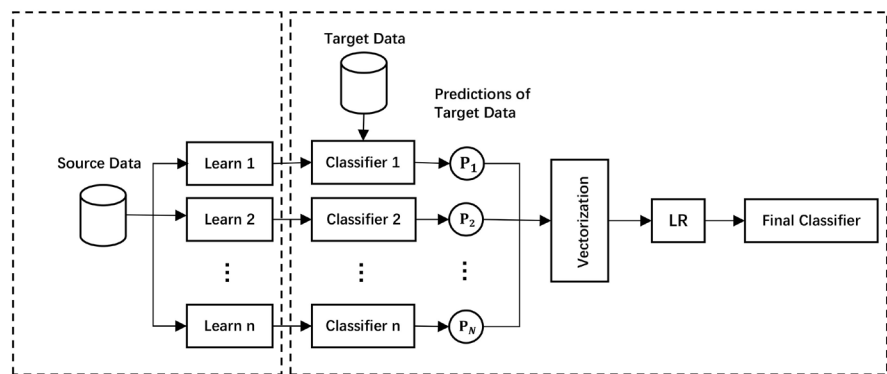 Target Data
Predictions of
Target Data
Source Data
Learn 1
Classifier 1
P1
Learn 2
Classifier 2
P2
Vectorization
LR
Final Classifier
⋮
⋮
⋮
Learn n
Classifier n
PN